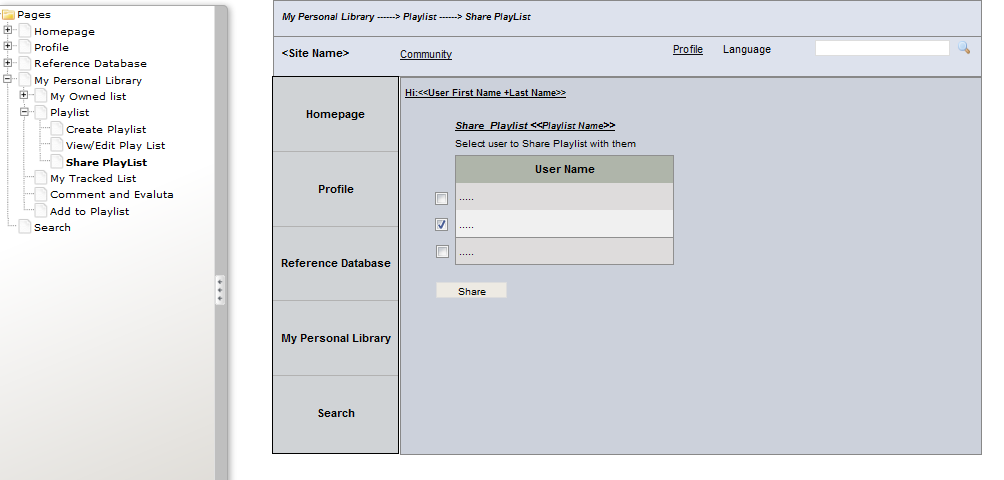 Pages
Homepage
Profile
Reference Database
My Personal Library
My Owned list
Playlist
Create Playlist
View/Edit Play List
Share PlayList
My Tracked List
Comment and Evaluta
Add to Playlist
Search
My Personal Library ------> Playlist ------> Share PlayList
<Site Name> Community Profile Language
Homepage
Profile
Reference Database
My Personal Library
Search
Hi:<<User First Name +Last Name>>
Share Playlist <<Playlist Name>>
Select user to Share Playlist with them
User Name
.....
.....
.....
Share